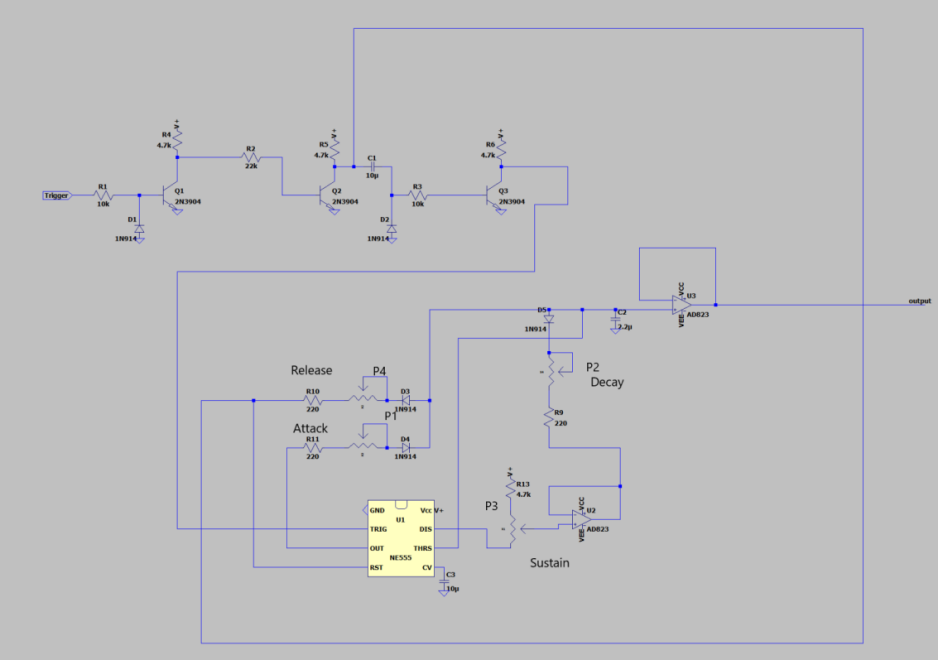 V+
R4
4.7k
R2
22k
V+
R5
4.7k
C1
10µ
V+
R6
4.7k
Trigger
R1
10k
Q1
2N3904
Q2
2N3904
R3
10k
Q3
2N3904
D1
1N914
D2
1N914
VCC
U3
AD823
VEE
output
D5
1N914
C2
2.2µ
P2
Decay
Release
P4
R10
220
D3
1N914
P1
Attack
R11
220
D4
1N914
R9
220
V+
R13
4.7k
P3
VCC
U2
AD823
VEE
Sustain
GND
U1
Vcc
V+
TRIG
DIS
OUT
THRS
NE555
RST
CV
C3
10µ